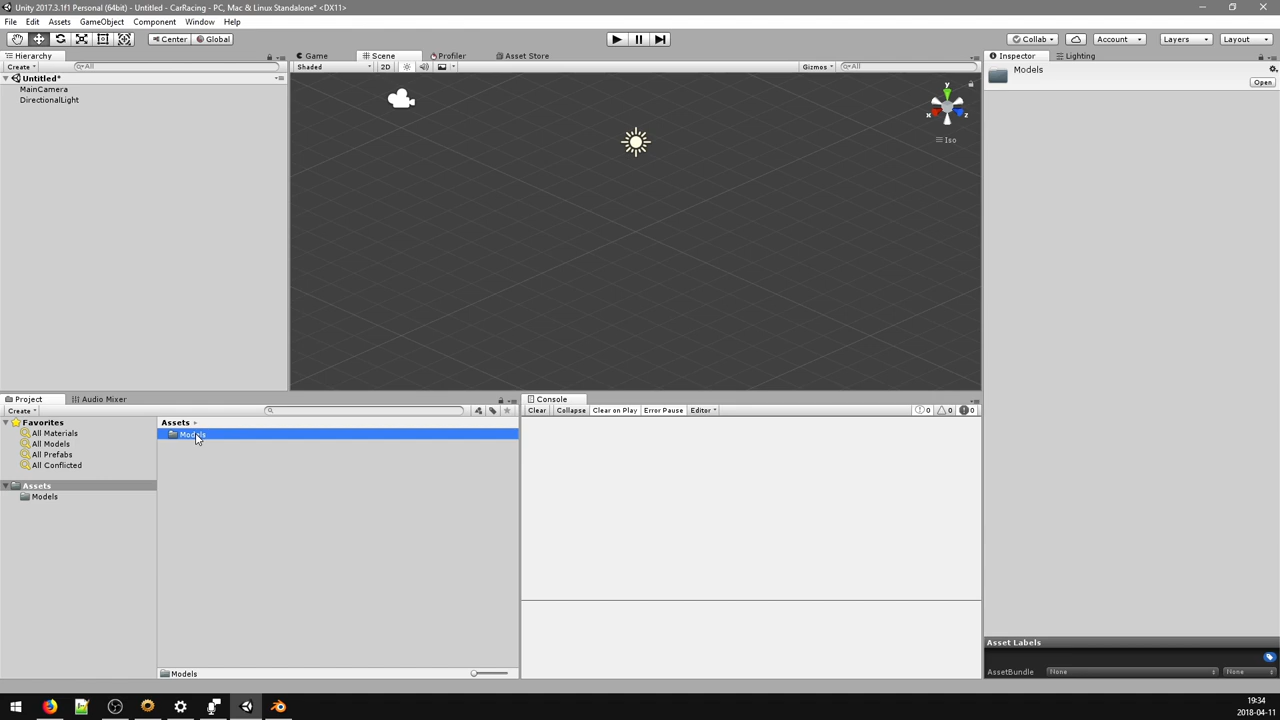 Unity 2017.3.1f1 Personal (64bit) - Untitled - CarRacing - PC, Mac & Linux Standalone* <DX11>
File Edit Assets GameObject Component Window Help
Center Global Collab Account Layers Layout
Hierarchy Game Scene Profiler Asset Store Inspector Lighting
Create All Shaded 2D Gizmos All Models
Untitled* Open
MainCamera
DirectionalLight
y
x z
Iso
Project Audio Mixer Console
Create Clear Collapse Clear on Play Error Pause Editor 0 0 0
Favorites Assets
All Materials Models
All Models
All Prefabs
All Conflicted
Assets
Models
Asset Labels
Models AssetBundle None None
19:34
2018-04-11